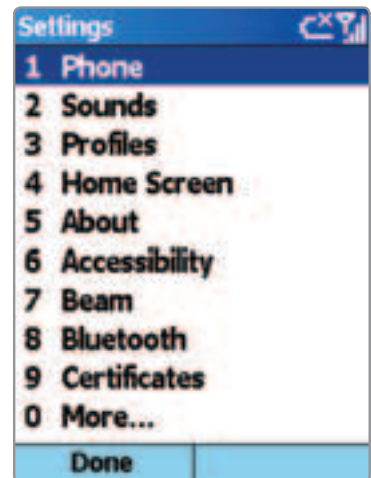 Settings
1 Phone
2 Sounds
3 Profiles
4 Home Screen
5 About
6 Accessibility
7 Beam
8 Bluetooth
9 Certificates
0 More...
Done